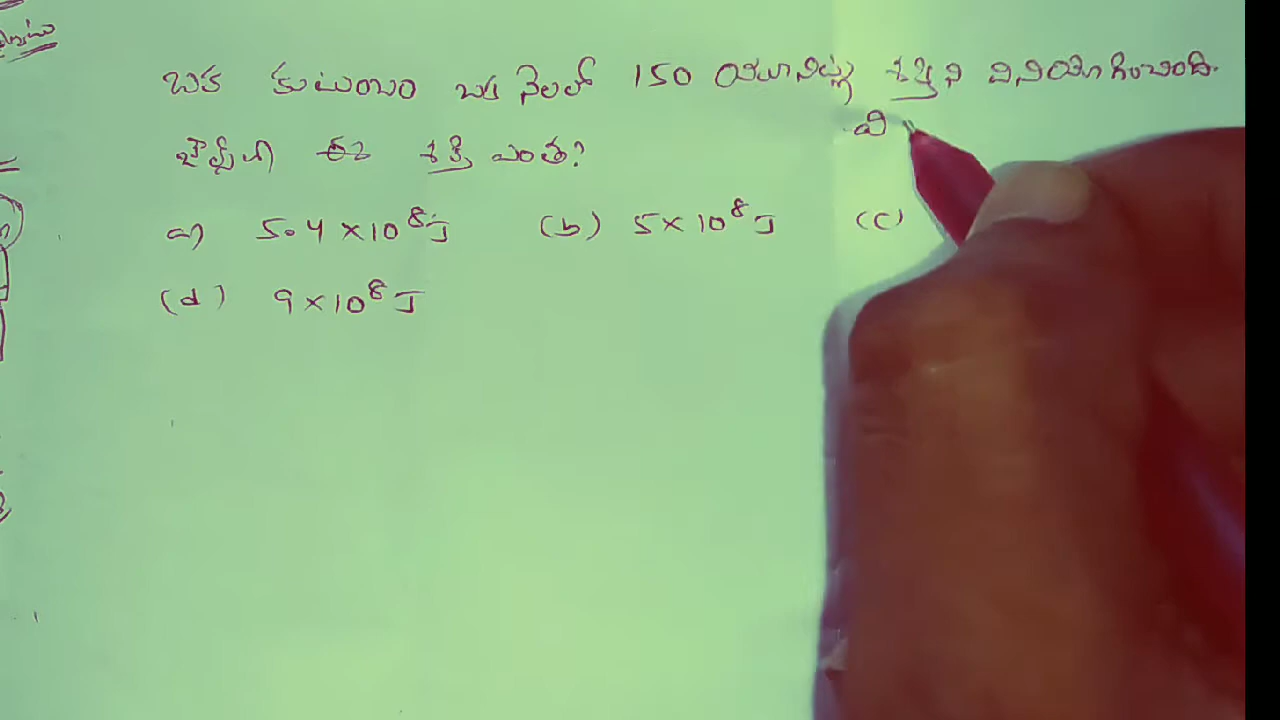 ఒక కుటుంబం ఒక నెలలో 150 యూనిట్లు శక్తిని వినియోగించింది.
వి
జౌల్స్‌లో ఈ శక్తి ఎంత?
a) 5.4 × 10⁸ J (b) 5 × 10⁸ J (c)
(d) 9 × 10⁸ J